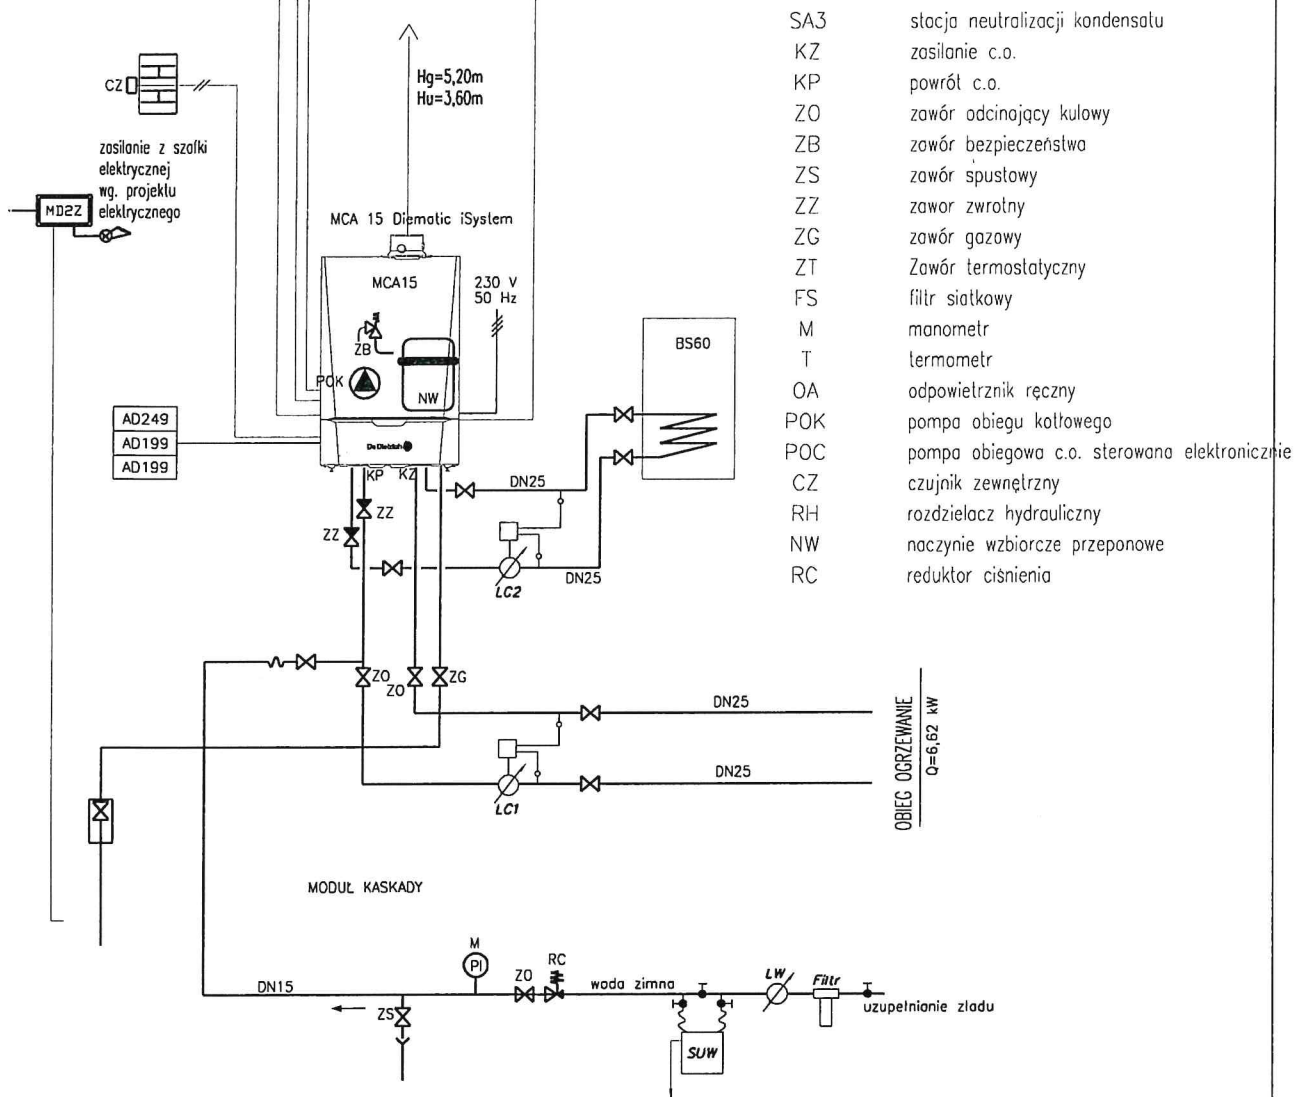 SA3 stacja neutralizacji kondensatu
KZ zasilanie c.o.
KP powrót c.o.
ZO zawór odcinający kulowy
ZB zawór bezpieczeństwa
ZS zawór spustowy
ZZ zawor zwrotny
ZG zawór gazowy
ZT Zawór termostatyczny
FS filtr siatkowy
M manometr
T termometr
OA odpowietrznik ręczny
POK pompa obiegu kotłowego
POC pompa obiegowa c.o. sterowana elektronicznie
CZ czujnik zewnętrzny
RH rozdzielacz hydrauliczny
NW naczynie wzbiorcze przeponowe
RC reduktor ciśnienia
Hg=5,20m
Hu=3,60m
CZ
zasilanie z szafki
elektrycznej
wg. projektu
elektrycznego
MD2Z
MCA 15 Diematic iSystem
MCA15
230 V
50 Hz
ZB
POK
NW
BS60
AD249
AD199
AD199
De Dietrich
KP
KZ
DN25
ZZ
ZZ
DN25
LC2
ZO
ZO
ZG
DN25
DN25
LC1
OBIEG OGRZEWANIE
Q=6,62 kW
MODUŁ KASKADY
M
PI
ZO
RC
DN15
woda zimna
LW
Filtr
uzupełnianie zładu
ZS
SUW